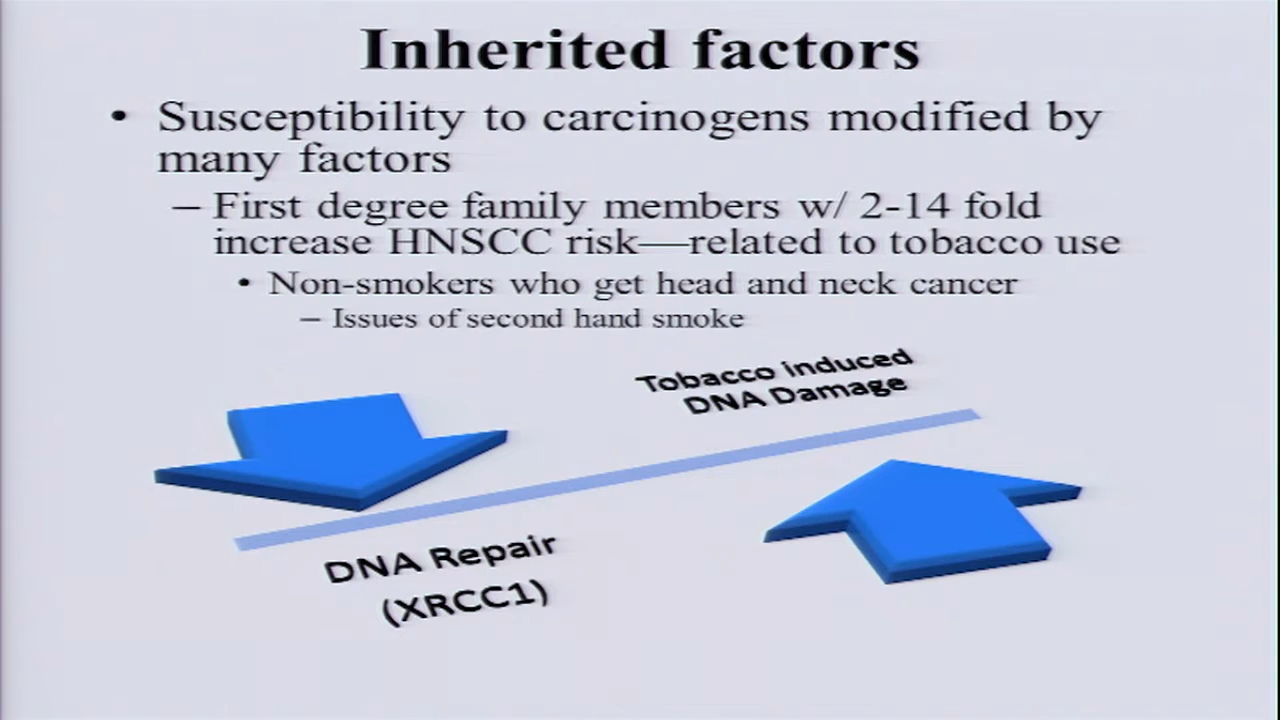 Inherited factors
• Susceptibility to carcinogens modified by
many factors
– First degree family members w/ 2-14 fold
increase HNSCC risk—related to tobacco use
• Non-smokers who get head and neck cancer
– Issues of second hand smoke
Tobacco induced
DNA Damage
DNA Repair
(XRCC1)